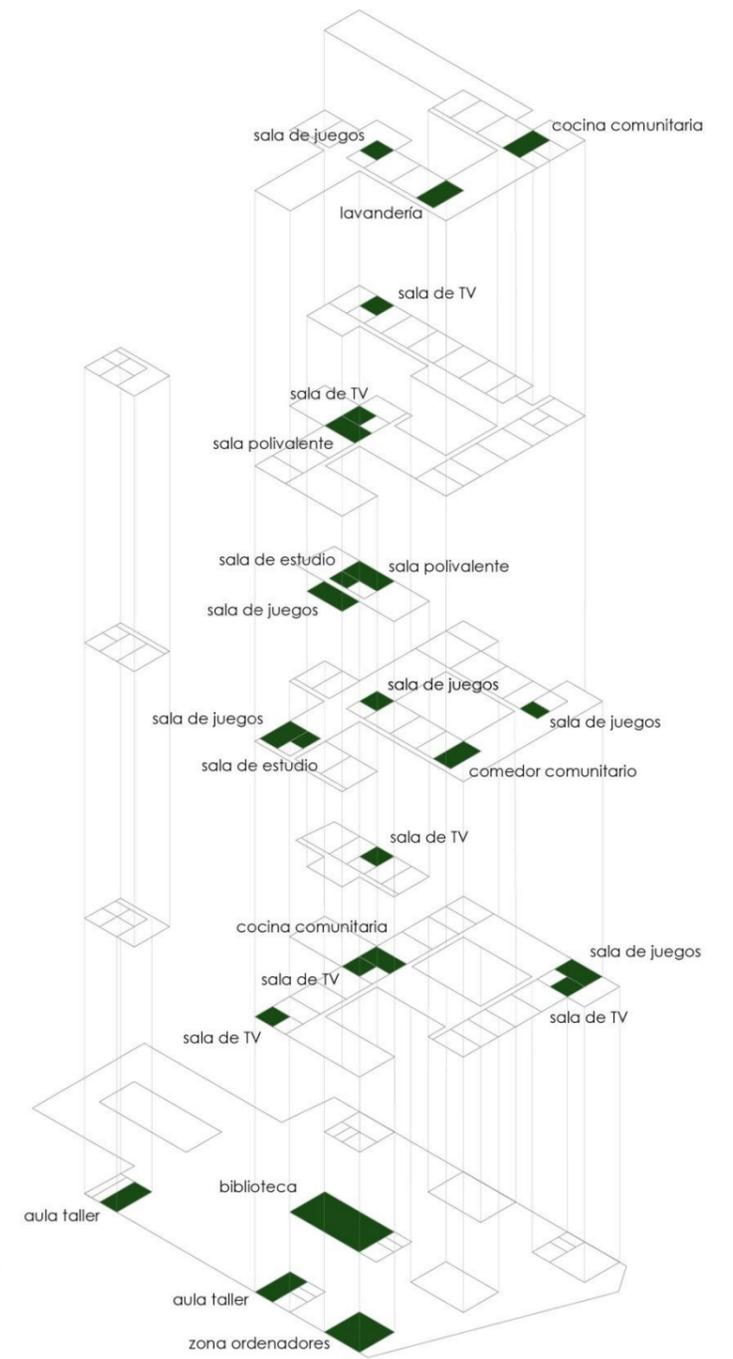 cocina comunitaria
sala de juegos
lavandería
sala de TV
sala de TV
sala polivalente
sala de estudio
sala polivalente
sala de juegos
sala de juegos
sala de juegos
sala de juegos
sala de estudio
comedor comunitario
sala de TV
cocina comunitaria
sala de juegos
sala de TV
sala de TV
sala de TV
biblioteca
aula taller
aula taller
zona ordenadores